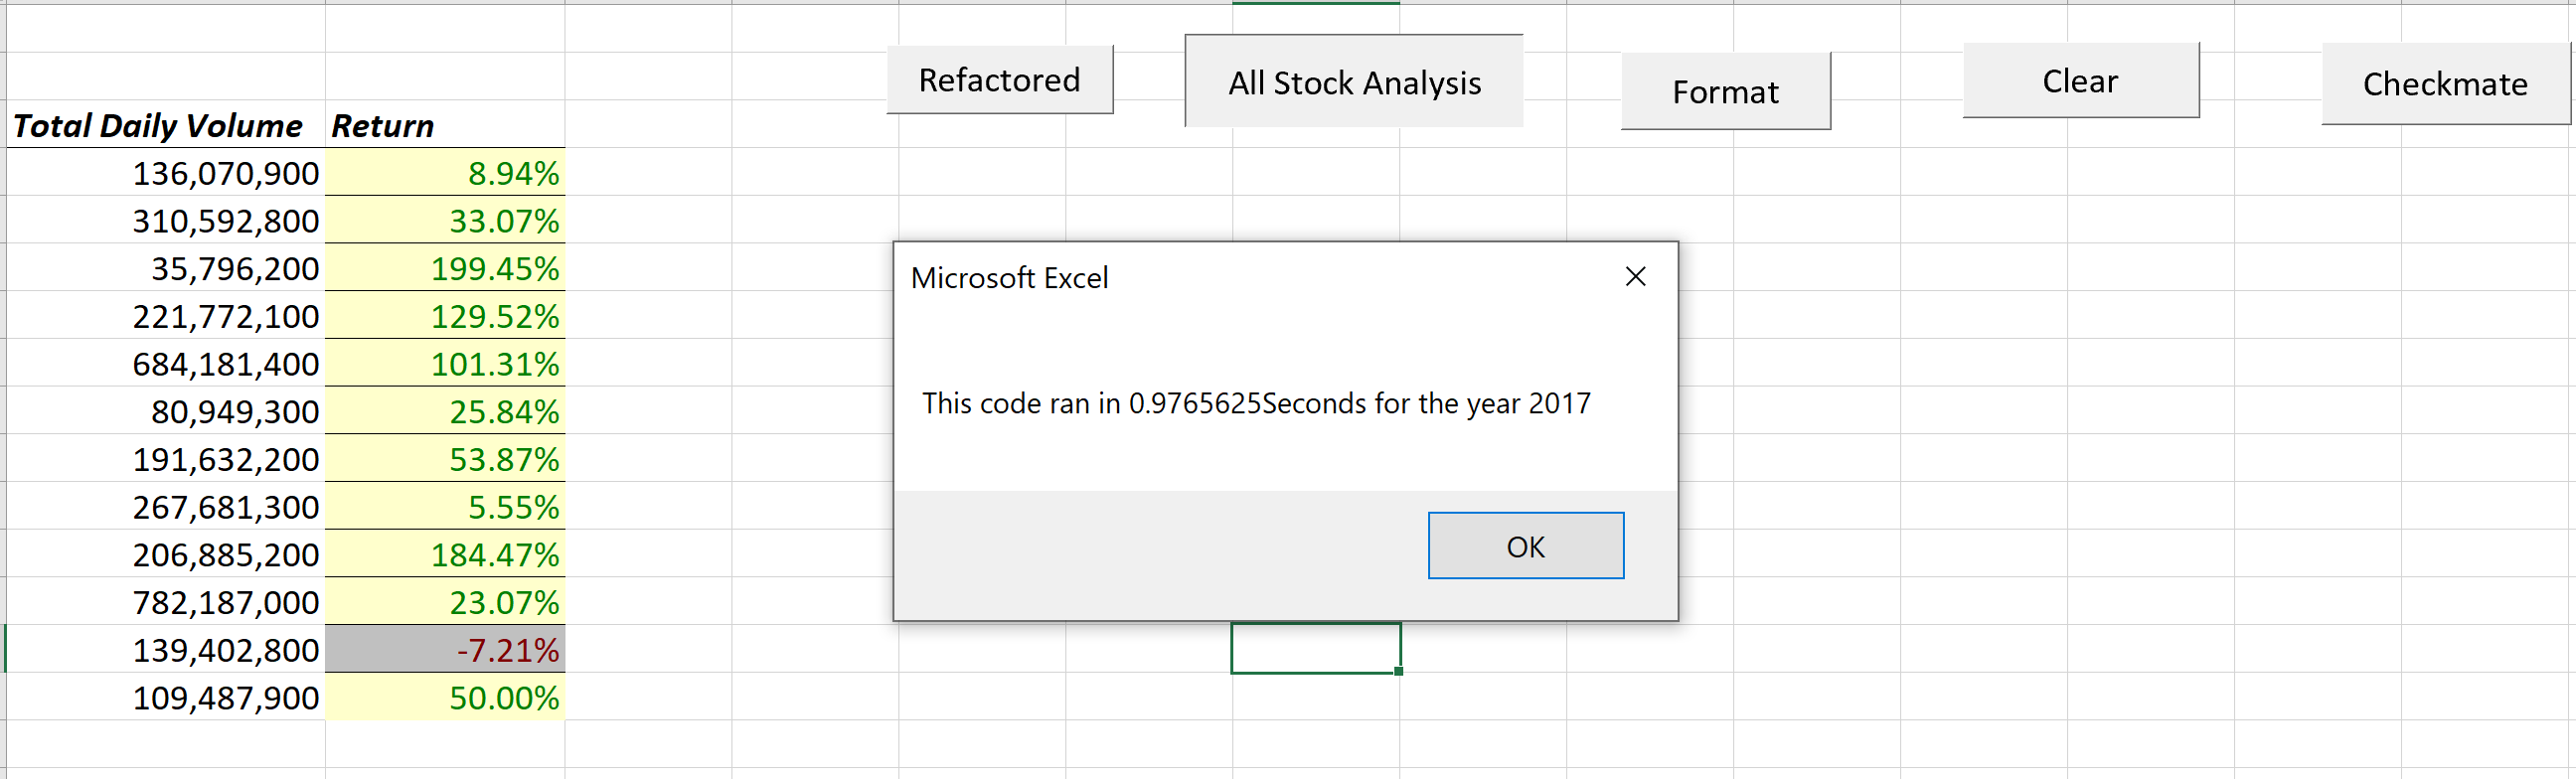 Refactored
All Stock Analysis
Format
Clear
Checkmate
Total Daily Volume Return
136,070,900 8.94%
310,592,800 33.07%
35,796,200 199.45%
221,772,100 129.52%
684,181,400 101.31%
80,949,300 25.84%
191,632,200 53.87%
267,681,300 5.55%
206,885,200 184.47%
782,187,000 23.07%
139,402,800 -7.21%
109,487,900 50.00%
Microsoft Excel
This code ran in 0.9765625Seconds for the year 2017
OK